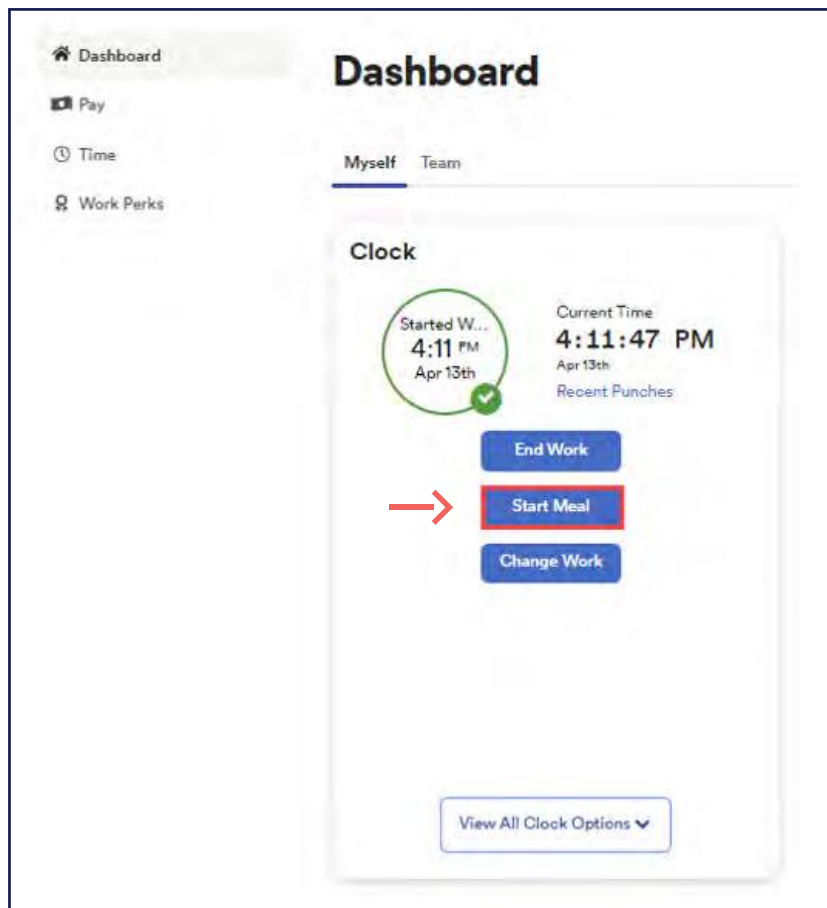 Dashboard
Pay
Time
Work Perks
Dashboard
Myself Team
Clock
Started W...
4:11 PM
Apr 13th
Current Time
4:11:47 PM
Apr 13th
Recent Punches
End Work
Start Meal
Change Work
View All Clock Options